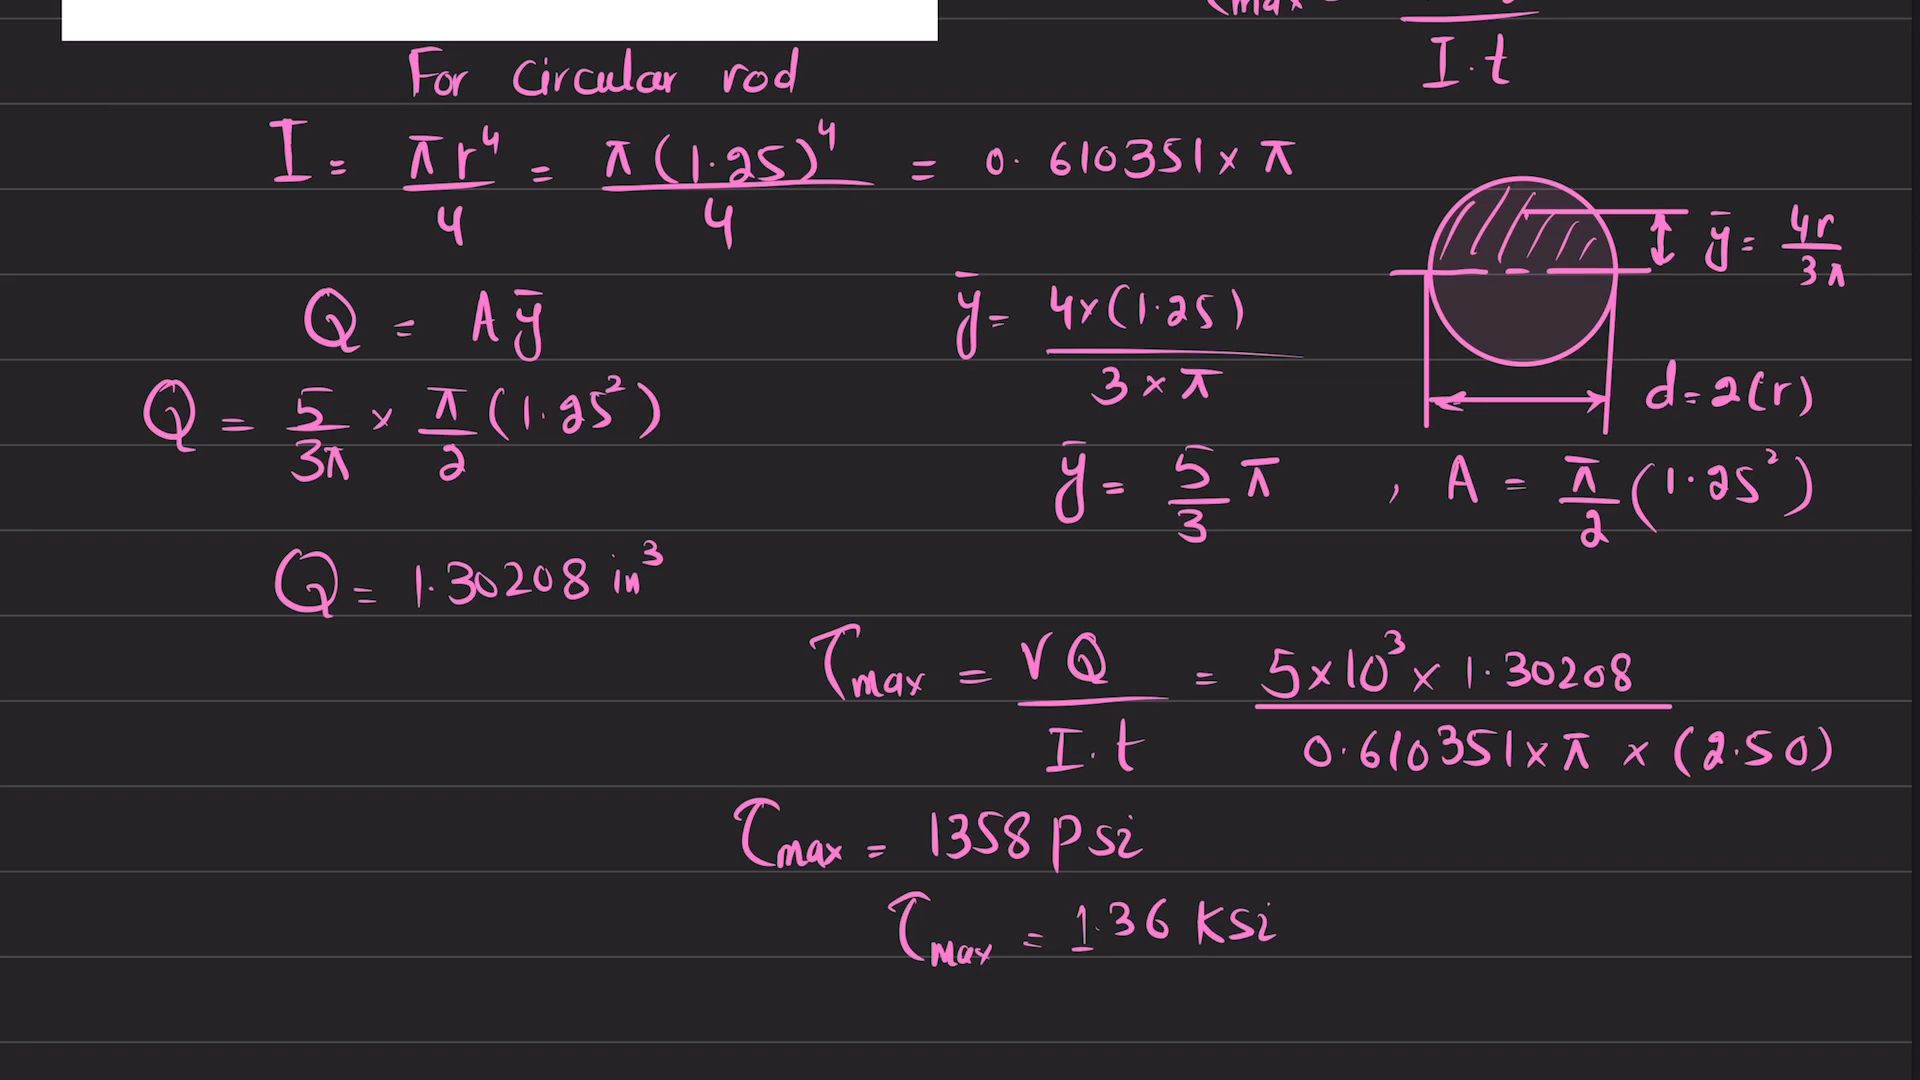 τmax =
I.t
For Circular rod
I = πr⁴/4 = π(1.25)⁴/4 = 0.610351×π
ȳ = 4r/3π
Q = Aȳ
ȳ = 4×(1.25)/3×π
d=2(r)
Q = 5/3π × π/2 (1.25²)
ȳ = 5/3 π , A = π/2 (1.25²)
Q = 1.30208 in³
τmax = VQ/I.t = 5×10³×1.30208/0.610351×π×(2.50)
τmax = 1358 Psi
τmax = 1.36 Ksi